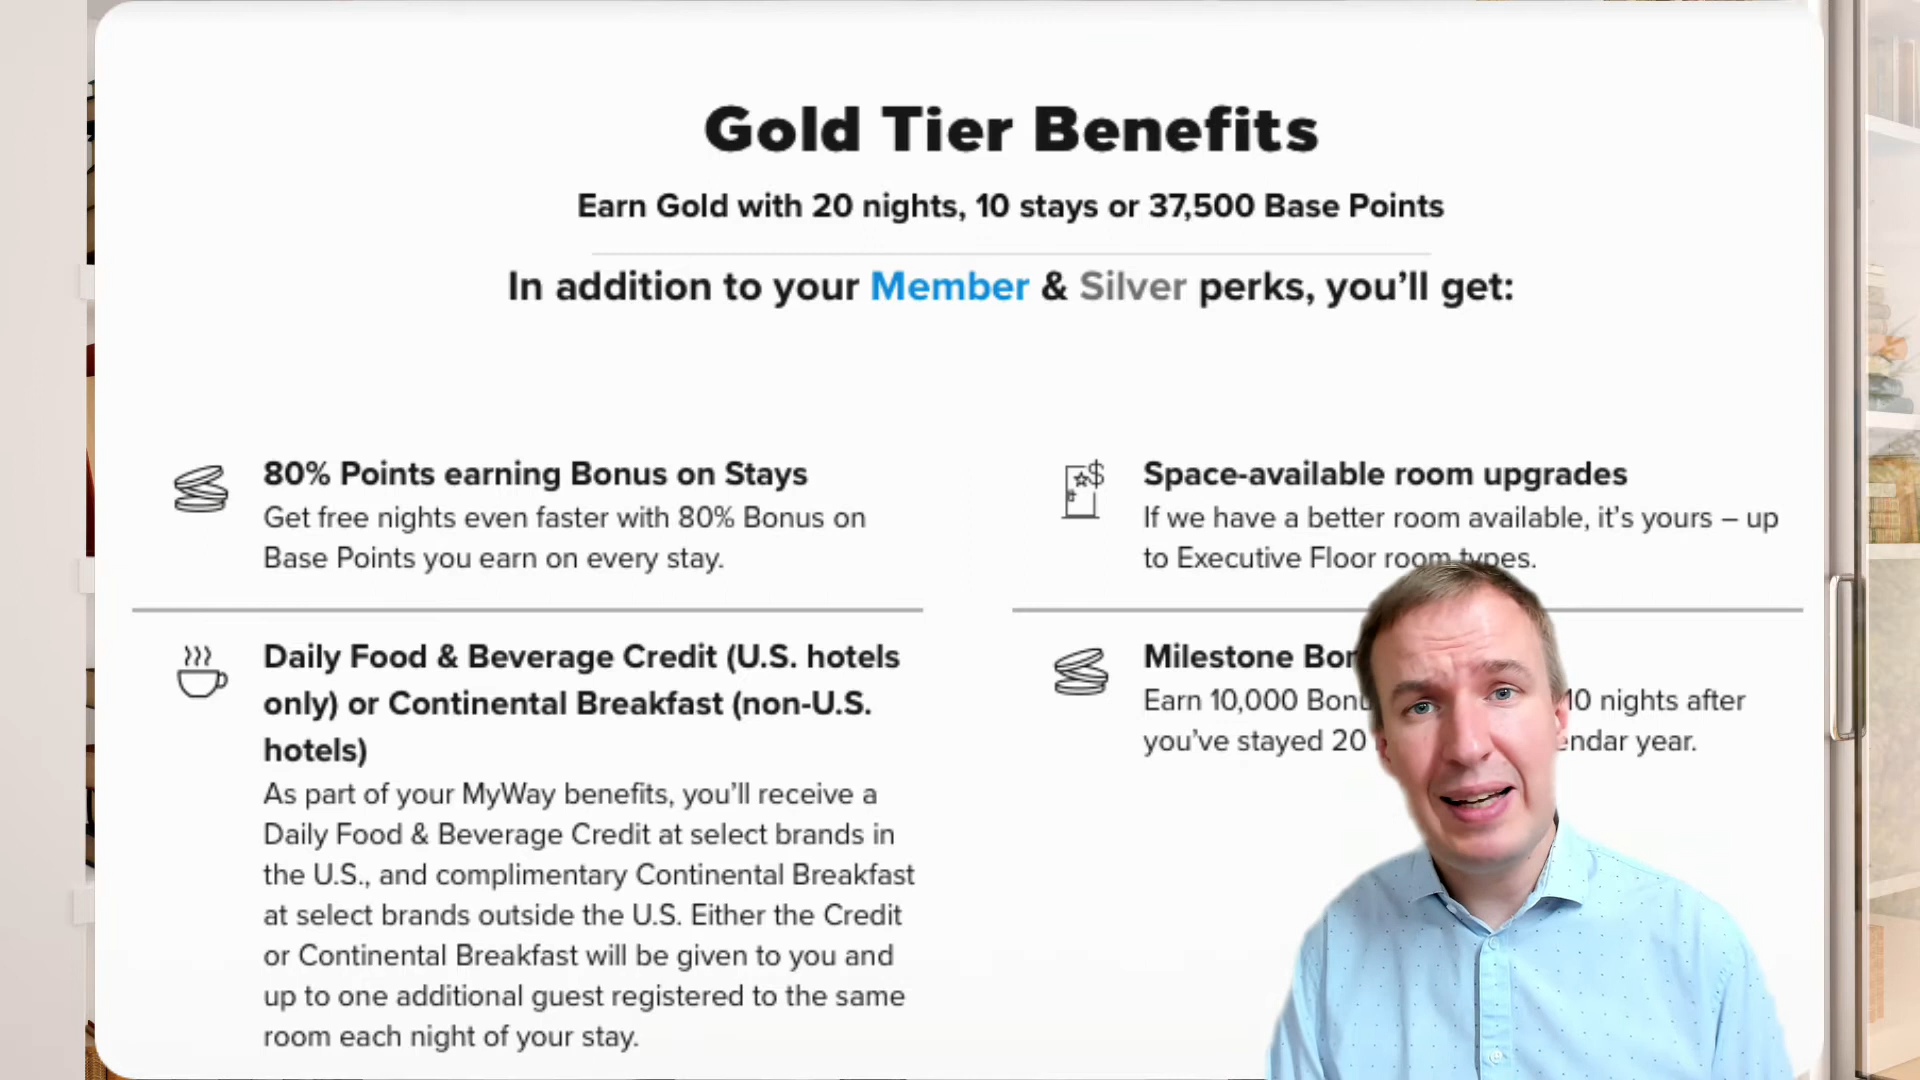 Gold Tier Benefits
Earn Gold with 20 nights, 10 stays or 37,500 Base Points
In addition to your Member & Silver perks, you'll get:
80% Points earning Bonus on Stays
Get free nights even faster with 80% Bonus on
Base Points you earn on every stay.
Daily Food & Beverage Credit (U.S. hotels
only) or Continental Breakfast (non-U.S.
hotels)
As part of your MyWay benefits, you'll receive a
Daily Food & Beverage Credit at select brands in
the U.S., and complimentary Continental Breakfast
at select brands outside the U.S. Either the Credit
or Continental Breakfast will be given to you and
up to one additional guest registered to the same
room each night of your stay.
Space-available room upgrades
If we have a better room available, it's yours – up
to Executive Floor room types.
Milestone
Earn 10,000 10 nights after
you've stayed 20 year.